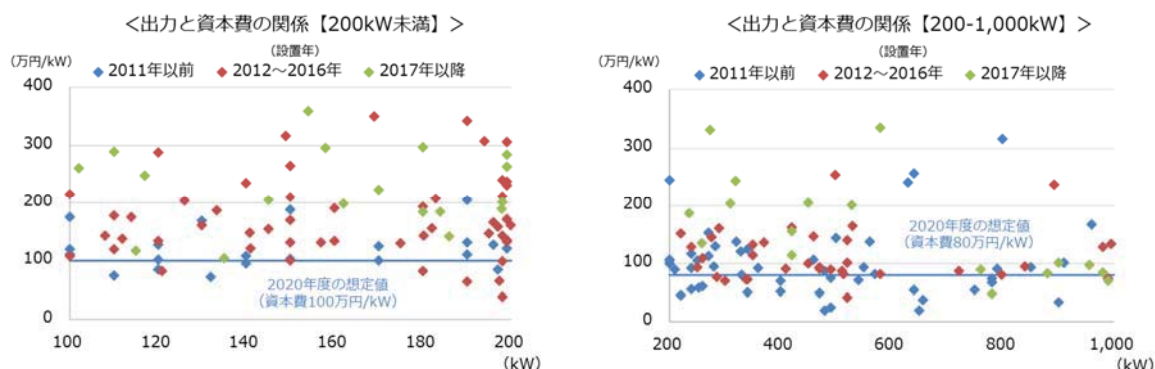 ＜出力と資本費の関係【200kW未満】＞
(万円/kW)
(設置年)
2011年以前 2012～2016年 2017年以降
400
300
200
100
0
2020年度の想定値
（資本費100万円/kW）
100 120 140 160 180 200
(kW)
＜出力と資本費の関係【200-1,000kW】＞
(万円/kW)
(設置年)
2011年以前 2012～2016年 2017年以降
400
300
200
100
0
2020年度の想定値
（資本費80万円/kW）
200 400 600 800 1,000
(kW)